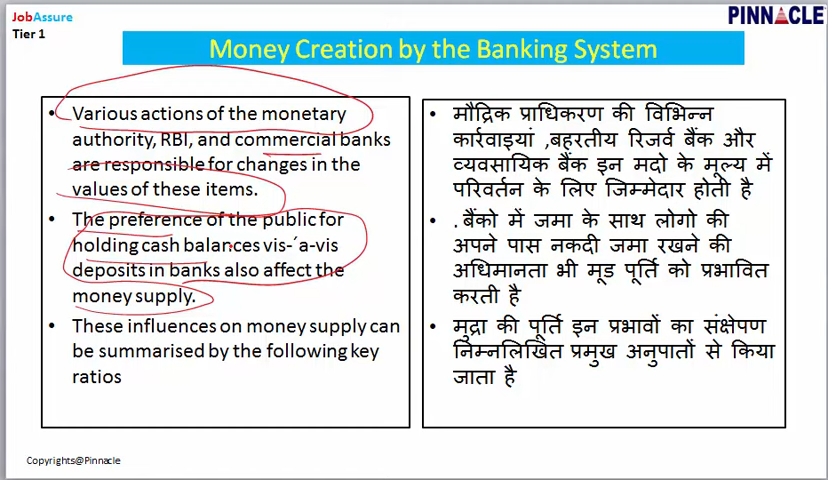 JobAssure
Tier 1
PINNACLE
Money Creation by the Banking System
• Various actions of the monetary
authority, RBI, and commercial banks
are responsible for changes in the
values of these items.
• The preference of the public for
holding cash balances vis-´a-vis
deposits in banks also affect the
money supply.
• These influences on money supply can
be summarised by the following key
ratios
• मौद्रिक प्राधिकरण की विभिन्न
कार्रवाइयां ,बहरतीय रिजर्व बैंक और
व्यवसायिक बैंक इन मदो के मूल्य में
परिवर्तन के लिए जिम्मेदार होती है
• . बैंको में जमा के साथ लोगो की
अपने पास नकदी जमा रखने की
अधिमानता भी मूड पूर्ति को प्रभावित
करती है
• मुद्रा की पूर्ति इन प्रभावों का संक्षेपण
निम्नलिखित प्रमुख अनुपातों से किया
जाता है
Copyrights@Pinnacle